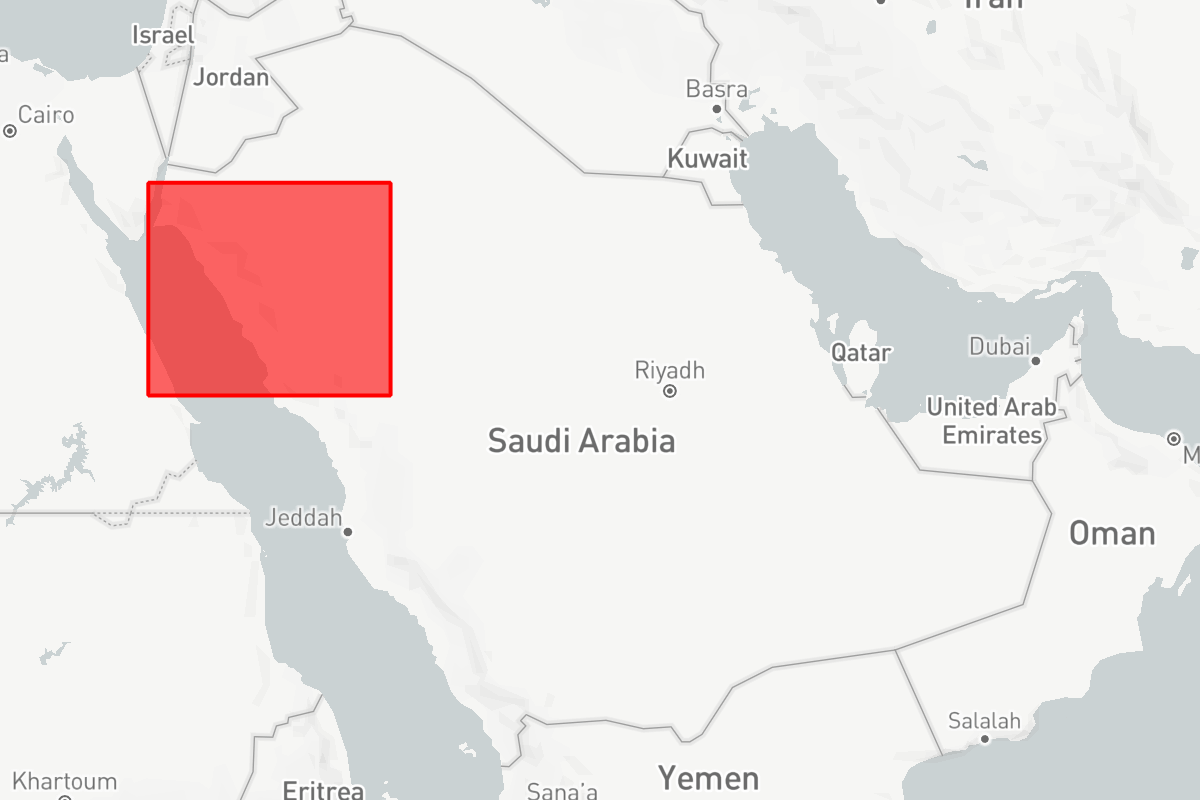 Iran
Israel
a
Jordan
Basra
Cairo
Kuwait
Qatar
Dubai
Riyadh
United Arab
Emirates
Saudi Arabia
M
Jeddah
Oman
Salalah
Khartoum
Yemen
Eritrea
Sana'a